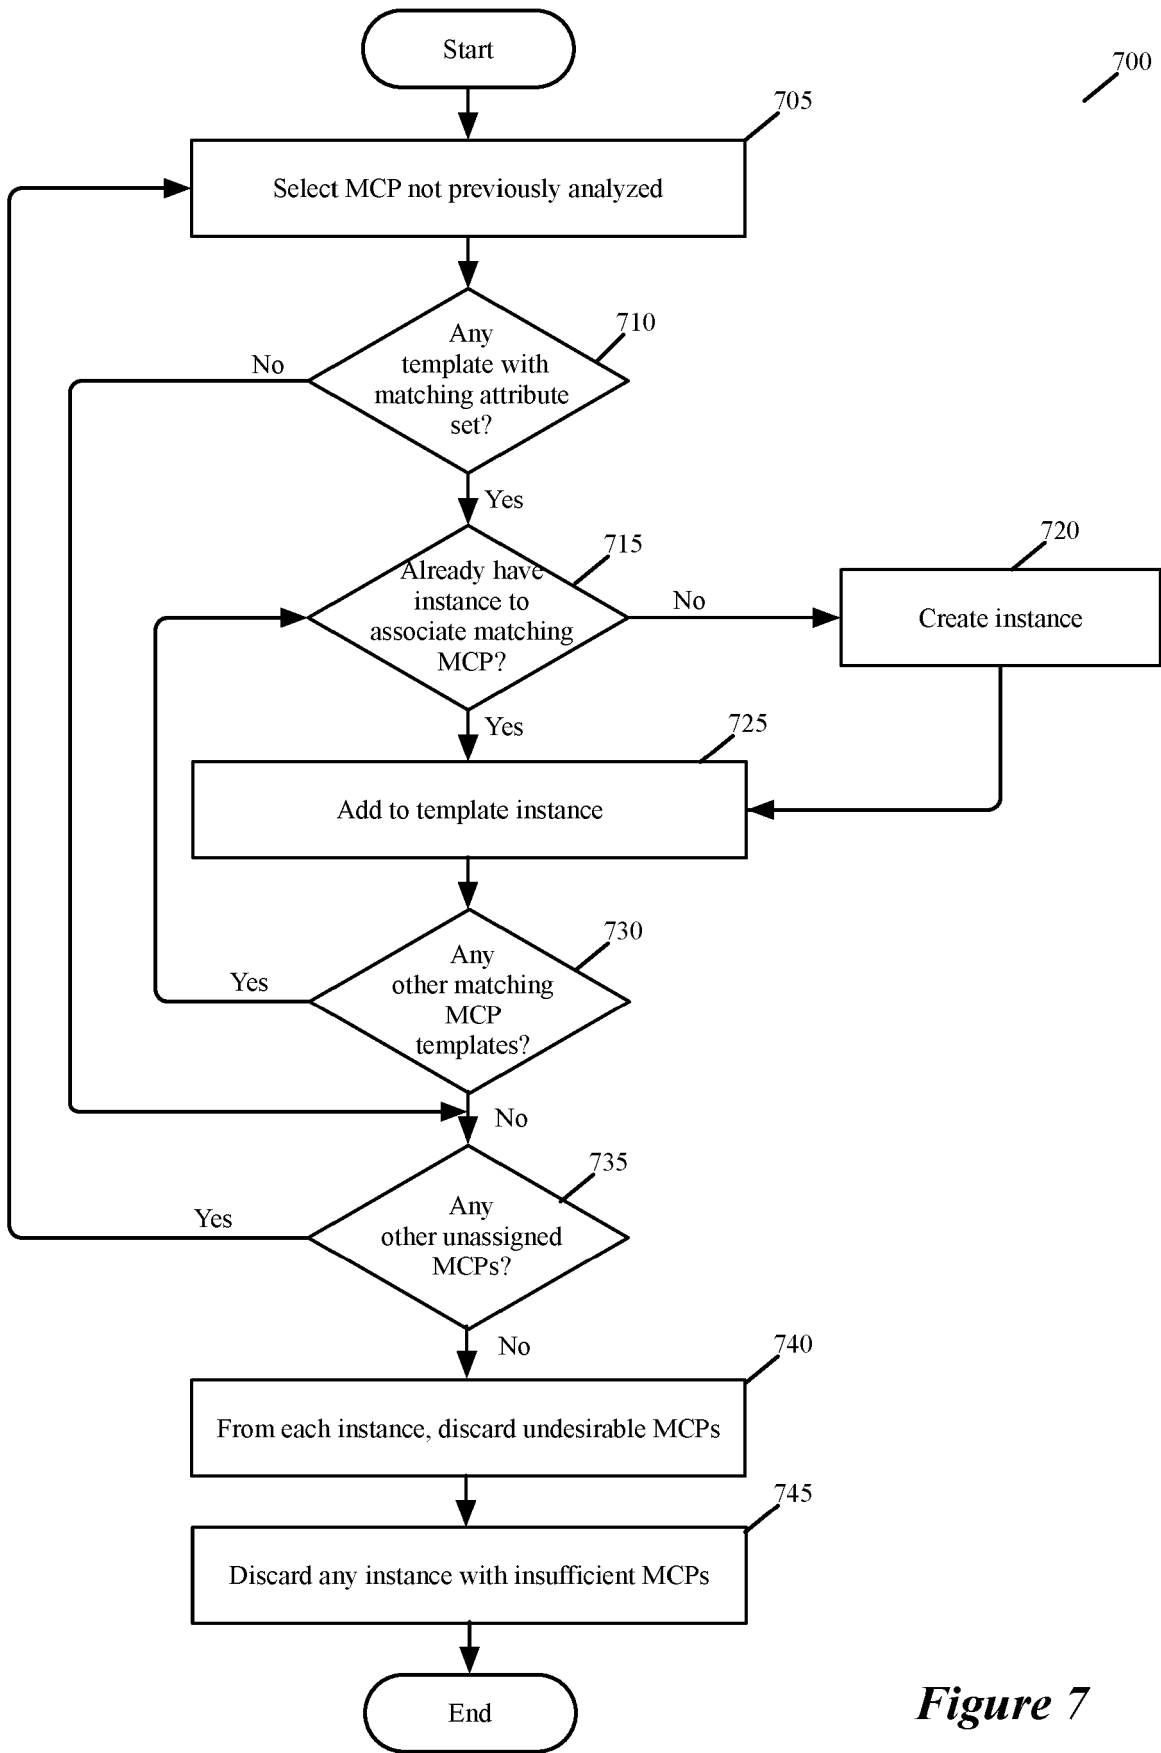 Start
700
705
Select MCP not previously analyzed
710
Any
template with
matching attribute
set?
No
Yes
715
Already have
instance to
associate matching
MCP?
No
720
Create instance
Yes
725
Add to template instance
730
Any
other matching
MCP
templates?
Yes
No
735
Any
other unassigned
MCPs?
Yes
No
740
From each instance, discard undesirable MCPs
745
Discard any instance with insufficient MCPs
End
Figure 7